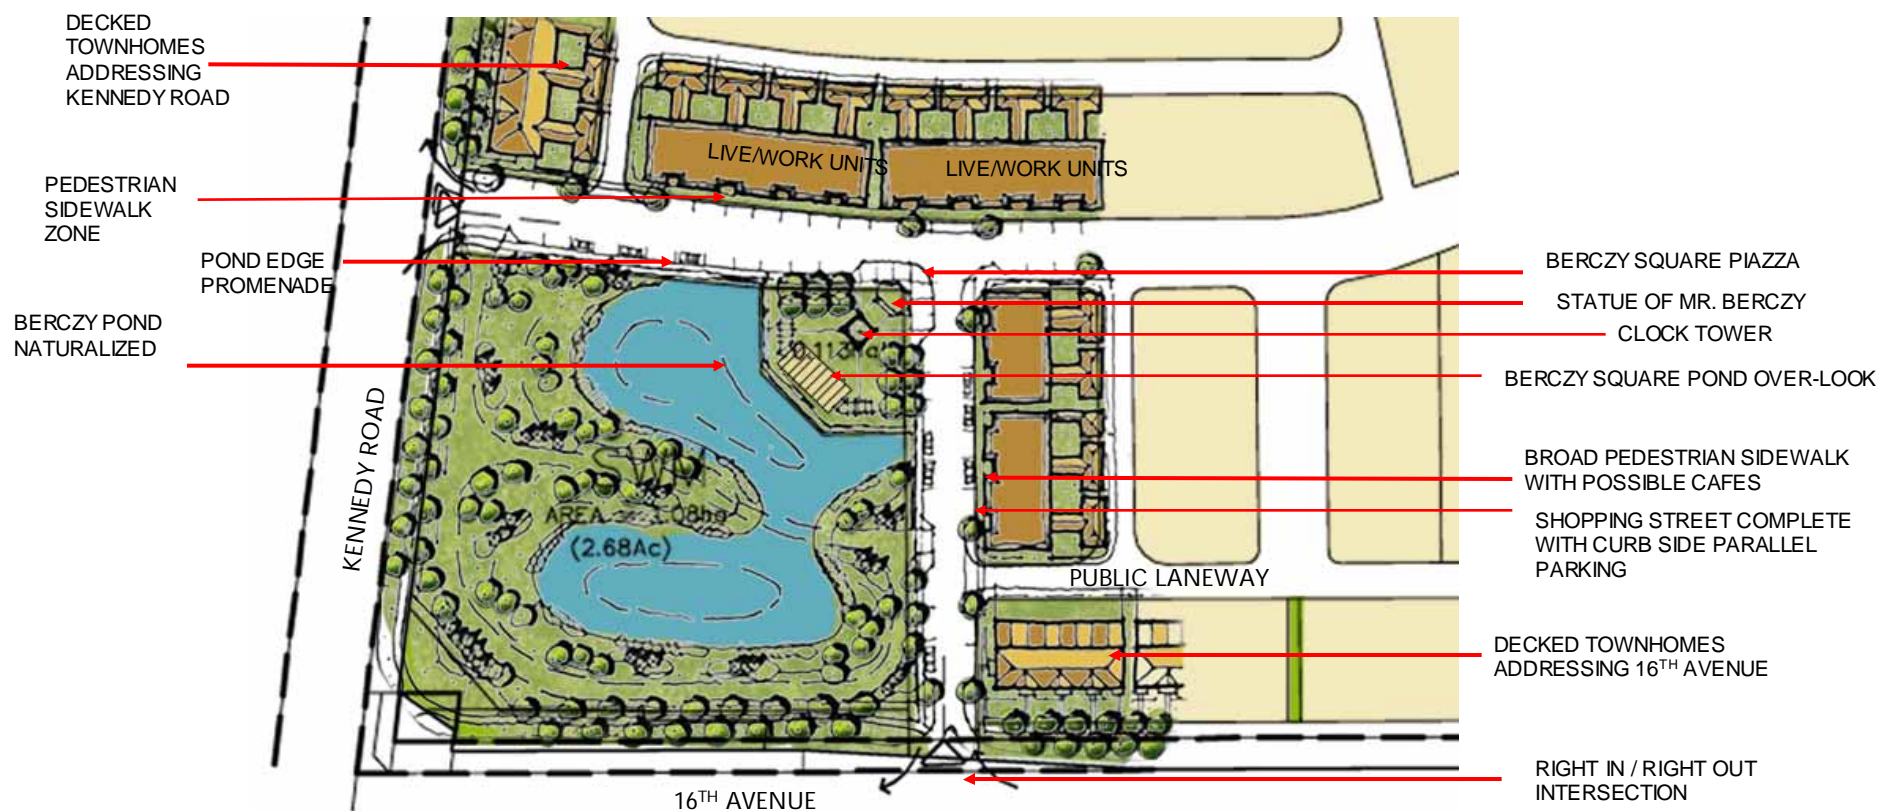 DECKED
TOWNHOMES
ADDRESSING
KENNEDY ROAD
LIVE/WORK UNITS
LIVE/WORK UNITS
PEDESTRIAN
SIDEWALK
ZONE
POND EDGE
PROMENADE
BERCZY POND
NATURALIZED
BERCZY SQUARE PIAZZA
STATUE OF MR. BERCZY
CLOCK TOWER
BERCZY SQUARE POND OVER-LOOK
KENNEDY ROAD
BROAD PEDESTRIAN SIDEWALK
WITH POSSIBLE CAFES
SHOPPING STREET COMPLETE
WITH CURB SIDE PARALLEL
PARKING
AREA
(2.68Ac)
PUBLIC LANEWAY
DECKED TOWNHOMES
ADDRESSING 16TH AVENUE
RIGHT IN / RIGHT OUT
INTERSECTION
16TH AVENUE